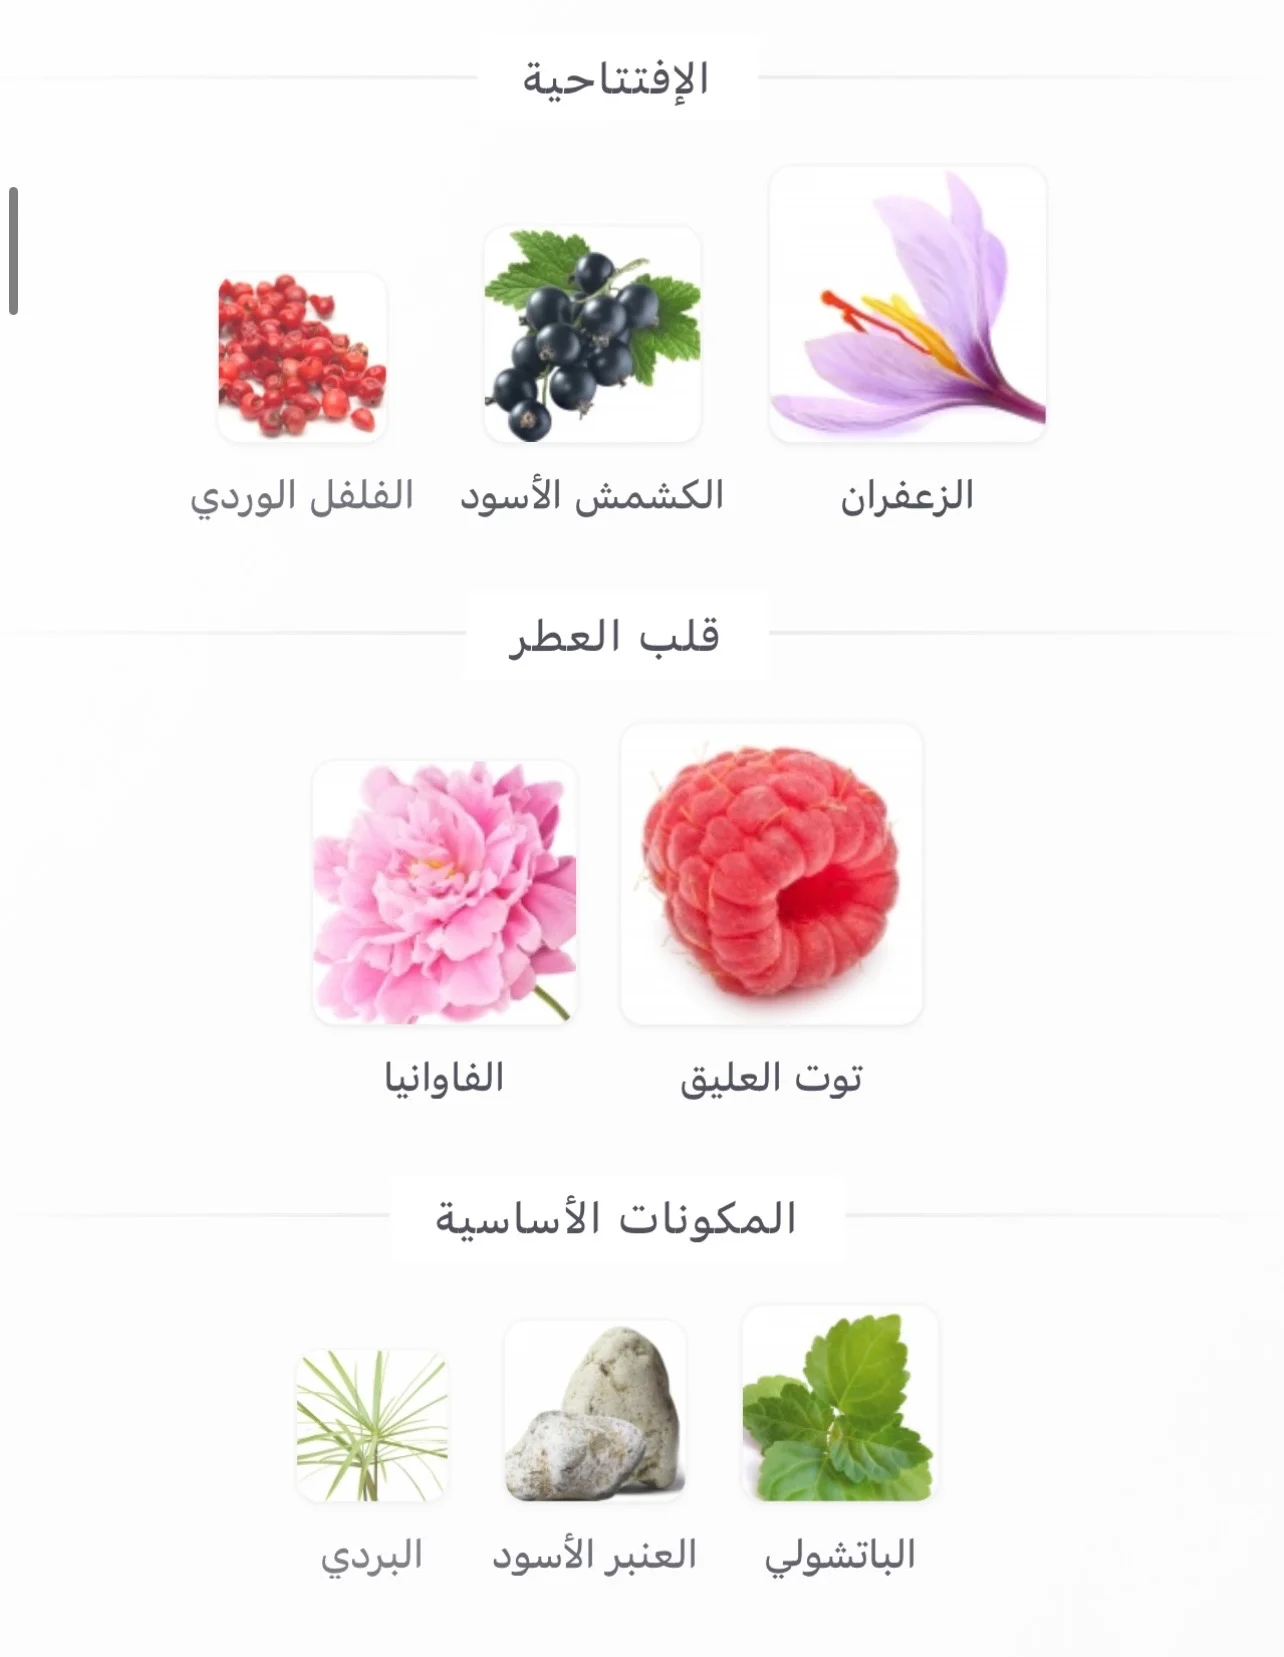 الإفتتاحية
الزعفران
الكشمش الأسود
الفلفل الوردي
قلب العطر
توت العليق
الفاوانيا
المكونات الأساسية
الباتشولي
العنبر الأسود
البردي